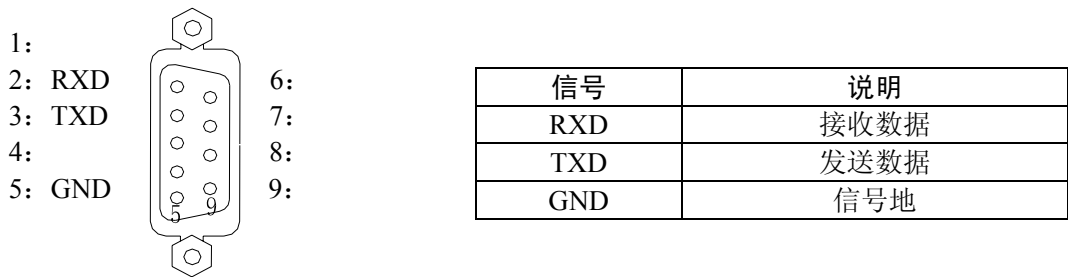 1：
2：RXD
3：TXD
4：
5：GND
6：
7：
8：
9：
5 9
信号 说明
RXD 接收数据
TXD 发送数据
GND 信号地